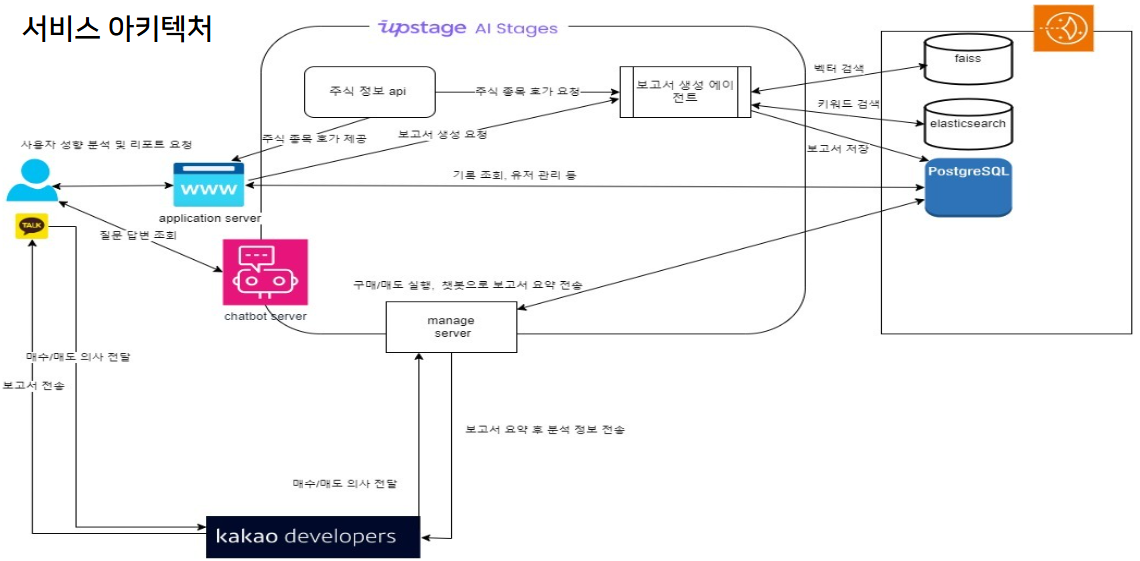 서비스 아키텍처
upstage AI Stages
faiss
주식 정보 api
주식 종목 호가 요청
보고서 생성 에이
전트
벡터 검색
키워드 검색
elasticsearch
주식 종목 호가 제공
보고서 생성 요청
보고서 저장
사용자 성향 분석 및 리포트 요청
www
PostgreSQL
기록 조회, 유저 관리 등
application server
TALK
질문 답변 조회
chatbot server
구매/매도 실행, 챗봇으로 보고서 요약 전송
manage
server
매수/매도 의사 전달
보고서 전송
보고서 요약 후 분석 정보 전송
매수/매도 의사 전달
kakao developers